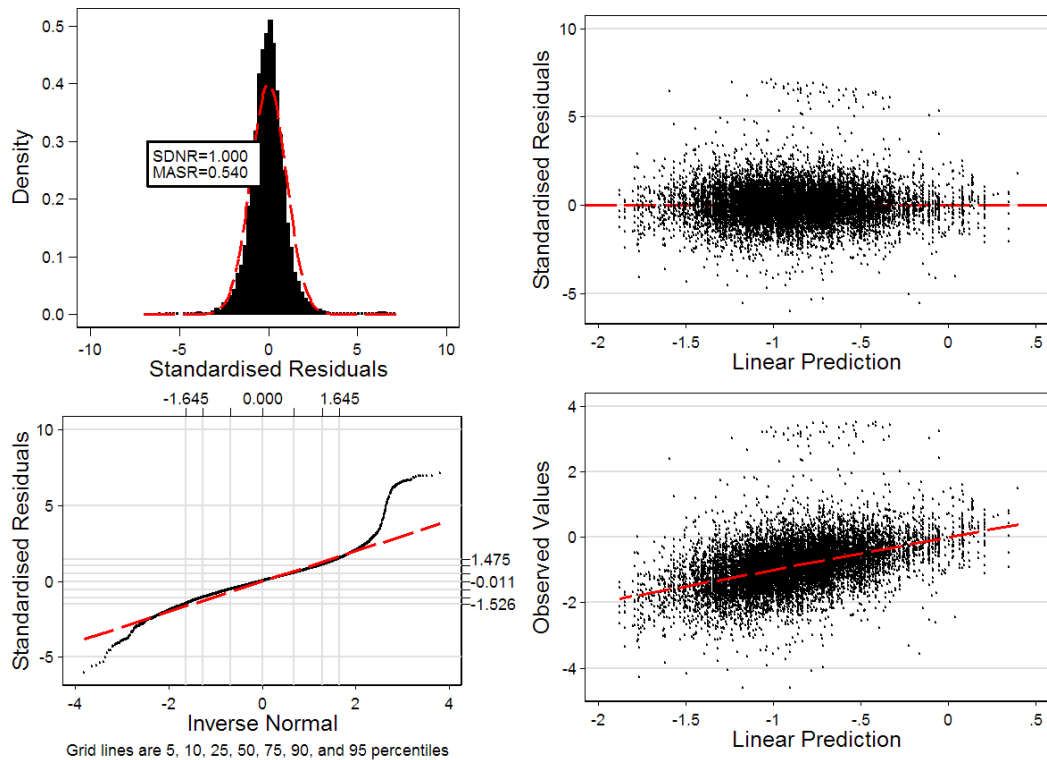 0.5
0.4
0.3
0.2
0.1
0.0
Density
SDNR=1.000
MASR=0.540
-10 -5 0 5 10
Standardised Residuals
10
5
0
-5
Standardised Residuals
-2 -1.5 -1 -.5 0 .5
Linear Prediction
-1.645 0.000 1.645
10
5
0
-5
Standardised Residuals
1.475
-0.011
-1.526
-4 -2 0 2 4
Inverse Normal
Grid lines are 5, 10, 25, 50, 75, 90, and 95 percentiles
4
2
0
-2
-4
Observed Values
-2 -1.5 -1 -.5 0 .5
Linear Prediction